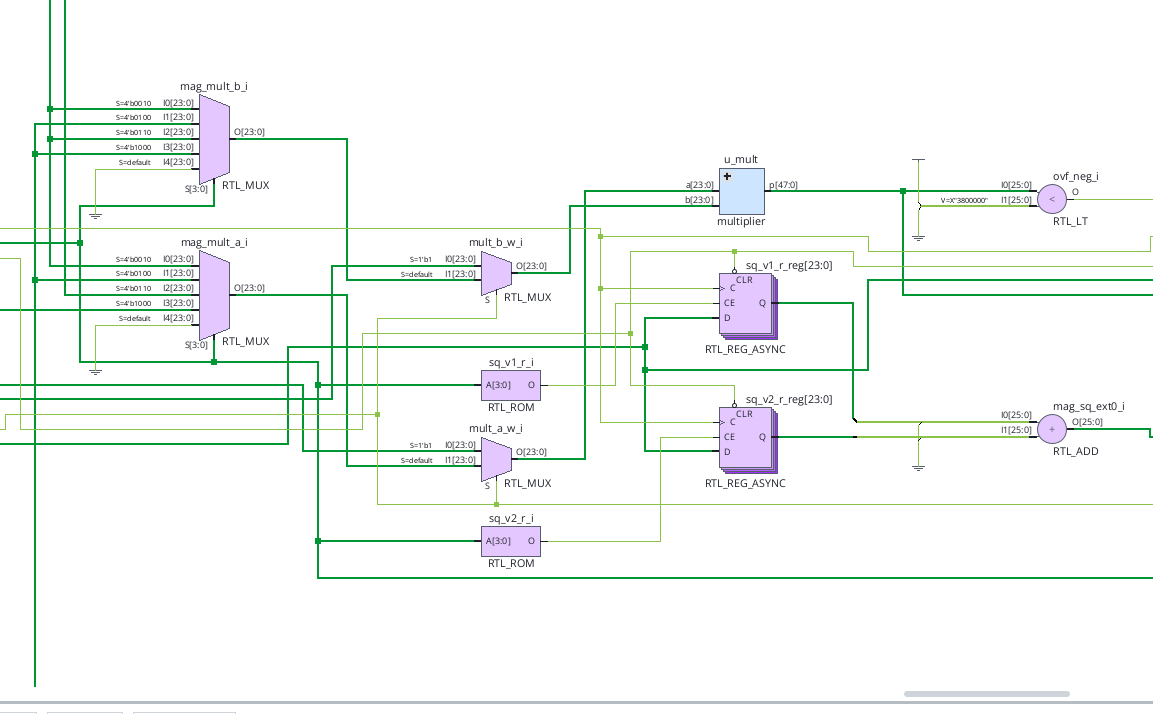 mag_mult_b_i
S=4'b0010 I0[23:0]
S=4'b0100 I1[23:0]
S=4'b0110 I2[23:0]
S=4'b1000 I3[23:0]
S=default I4[23:0]
O[23:0]
S[3:0]
RTL_MUX
mag_mult_a_i
S=4'b0010 I0[23:0]
S=4'b0100 I1[23:0]
S=4'b0110 I2[23:0]
S=4'b1000 I3[23:0]
S=default I4[23:0]
O[23:0]
S[3:0]
RTL_MUX
mult_b_w_i
S=1'b1 I0[23:0]
S=default I1[23:0]
O[23:0]
S
RTL_MUX
sq_v1_r_i
A[3:0] O
RTL_ROM
mult_a_w_i
S=1'b1 I0[23:0]
S=default I1[23:0]
O[23:0]
S
RTL_MUX
sq_v2_r_i
A[3:0] O
RTL_ROM
u_mult
a[23:0]
b[23:0]
p[47:0]
multiplier
sq_v1_r_reg[23:0]
CLR
C
CE
D
Q
RTL_REG_ASYNC
sq_v2_r_reg[23:0]
CLR
C
CE
D
Q
RTL_REG_ASYNC
ovf_neg_i
I0[25:0]
V=X"3800000" I1[25:0]
O
<
RTL_LT
mag_sq_ext0_i
I0[25:0]
I1[25:0]
O[25:0]
+
RTL_ADD